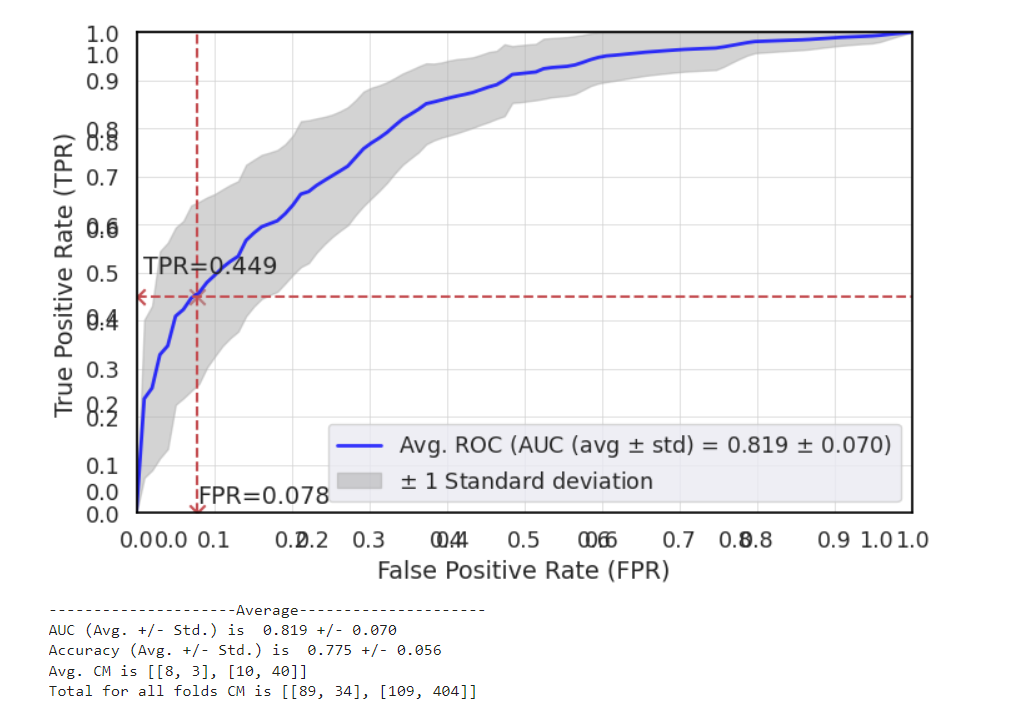 1.0
1.0
0.9
0.8
0.8
0.7
0.6
0.6
0.5
0.4
0.4
0.3
0.2
0.2
0.1
0.0
0.0
True Positive Rate (TPR)
TPR=0.449
FPR=0.078
Avg. ROC (AUC (avg ± std) = 0.819 ± 0.070)
± 1 Standard deviation
0.0 0.0 0.1 0.2 0.2 0.3 0.4 0.4 0.5 0.6 0.6 0.7 0.8 0.8 0.9 1.0 1.0
False Positive Rate (FPR)
---------------------Average---------------------
AUC (Avg. +/- Std.) is  0.819 +/- 0.070
Accuracy (Avg. +/- Std.) is  0.775 +/- 0.056
Avg. CM is [[8, 3], [10, 40]]
Total for all folds CM is [[89, 34], [109, 404]]